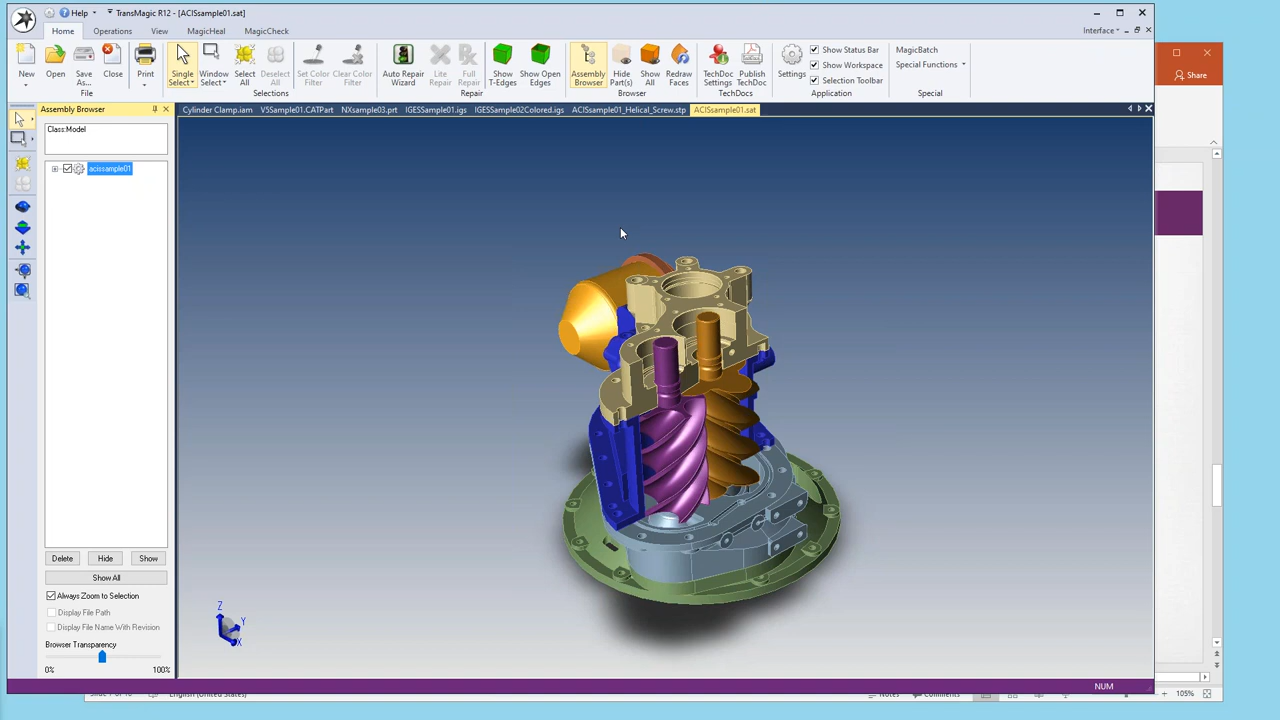 Help
TransMagic R12 - [ACISsample01.sat]
Home Operations View MagicHeal MagicCheck
Interface
New Open Save As... Close Print Single Select Window Select Select All Deselect All Set Color Filter Clear Color Filter Auto Repair Wizard Lite Repair Full Repair Show T-Edges Show Open Edges Assembly Browser Hide Part(s) Show All Redraw Faces TechDoc Settings Publish TechDoc Settings
Show Status Bar
Show Workspace
Selection Toolbar
MagicBatch
Special Functions
File Selections Repair Browser TechDocs Application Special
Share
Assembly Browser
Cylinder Clamp.iam V5Sample01.CATPart NXsample03.prt IGESSample01.igs IGESSample02Colored.igs ACISsample01_Helical_Screw.stp ACISsample01.sat
Class:Model
acissample01
Delete Hide Show
Show All
Always Zoom to Selection
Display File Path
Display File Name With Revision
Browser Transparency
0% 100%
Z
Y
X
NUM
English (United States)
Notes
Comments
105%